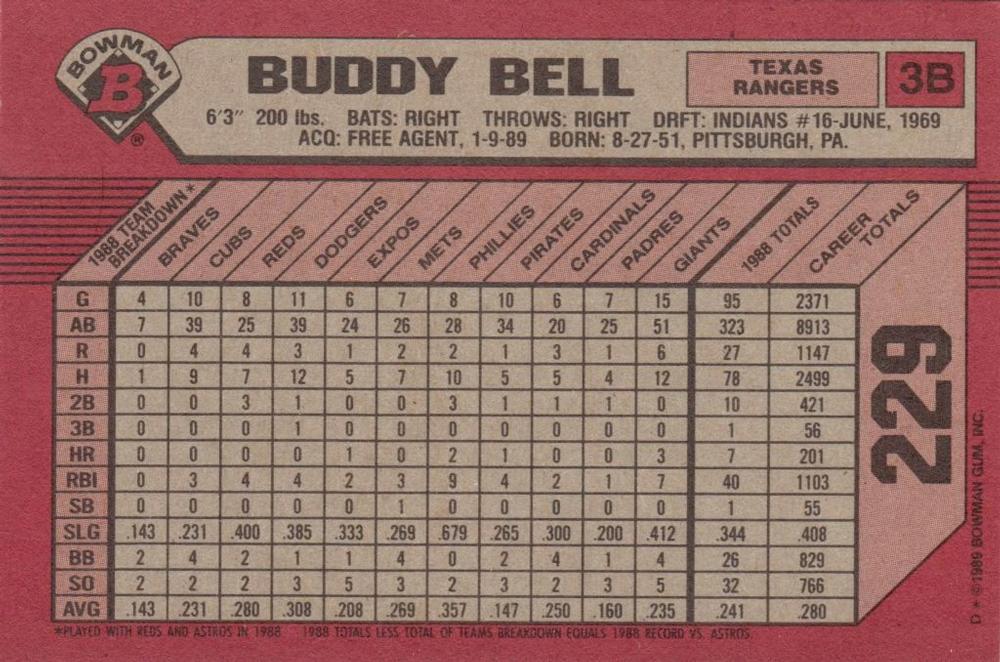 BOWMAN
B
®
BUDDY BELL
TEXAS RANGERS
3B
6'3" 200 lbs. BATS: RIGHT THROWS: RIGHT DRFT: INDIANS #16-JUNE, 1969
ACQ: FREE AGENT, 1-9-89 BORN: 8-27-51, PITTSBURGH, PA.
1988 TEAM BREAKDOWN* BRAVES CUBS REDS DODGERS EXPOS METS PHILLIES PIRATES CARDINALS PADRES GIANTS 1988 TOTALS CAREER TOTALS
G 4 10 8 11 6 7 8 10 6 7 15 95 2371
AB 7 39 25 39 24 26 28 34 20 25 51 323 8913
R 0 4 4 3 1 2 2 1 3 1 6 27 1147
H 1 9 7 12 5 7 10 5 5 4 12 78 2499
2B 0 0 3 1 0 0 3 1 1 1 0 10 421
3B 0 0 0 1 0 0 0 0 0 0 0 1 56
HR 0 0 0 0 1 0 2 1 0 0 3 7 201
RBI 0 3 4 4 2 3 9 4 2 1 7 40 1103
SB 0 0 0 0 0 1 0 0 0 0 0 1 55
SLG .143 .231 .400 .385 .333 .269 .679 .265 .300 .200 .412 .344 .408
BB 2 4 2 1 1 4 0 2 4 1 4 26 829
SO 2 2 2 3 5 3 2 3 2 3 5 32 766
AVG .143 .231 .280 .308 .208 .269 .357 .147 .250 .160 .235 .241 .280
*PLAYED WITH REDS AND ASTROS IN 1988 1988 TOTALS LESS TOTAL OF TEAMS BREAKDOWN EQUALS 1988 RECORD VS. ASTROS.
229
D * © 1989 BOWMAN GUM, INC.